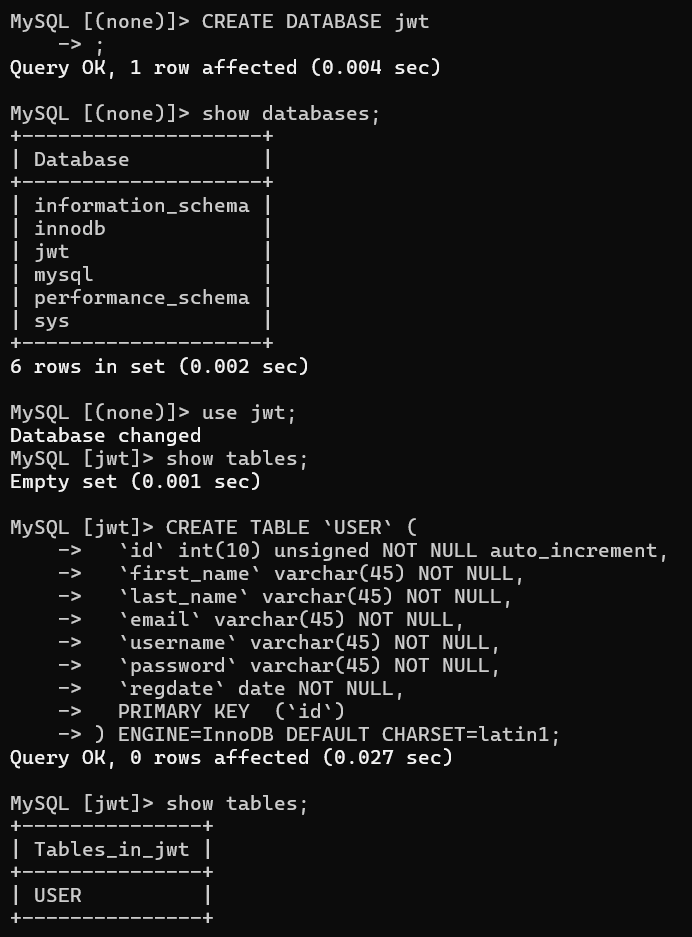 MySQL [(none)]> CREATE DATABASE jwt
    -> ;
Query OK, 1 row affected (0.004 sec)

MySQL [(none)]> show databases;
+--------------------+
| Database           |
+--------------------+
| information_schema |
| innodb             |
| jwt                |
| mysql              |
| performance_schema |
| sys                |
+--------------------+
6 rows in set (0.002 sec)

MySQL [(none)]> use jwt;
Database changed
MySQL [jwt]> show tables;
Empty set (0.001 sec)

MySQL [jwt]> CREATE TABLE `USER` (
    ->   `id` int(10) unsigned NOT NULL auto_increment,
    ->   `first_name` varchar(45) NOT NULL,
    ->   `last_name` varchar(45) NOT NULL,
    ->   `email` varchar(45) NOT NULL,
    ->   `username` varchar(45) NOT NULL,
    ->   `password` varchar(45) NOT NULL,
    ->   `regdate` date NOT NULL,
    ->   PRIMARY KEY  (`id`)
    -> ) ENGINE=InnoDB DEFAULT CHARSET=latin1;
Query OK, 0 rows affected (0.027 sec)

MySQL [jwt]> show tables;
+---------------+
| Tables_in_jwt |
+---------------+
| USER          |
+---------------+